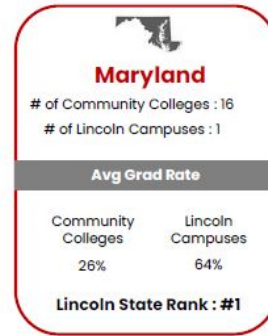 Maryland
# of Community Colleges : 16
# of Lincoln Campuses : 1
Avg Grad Rate
Community Colleges
Lincoln Campuses
26%
64%
Lincoln State Rank : #1